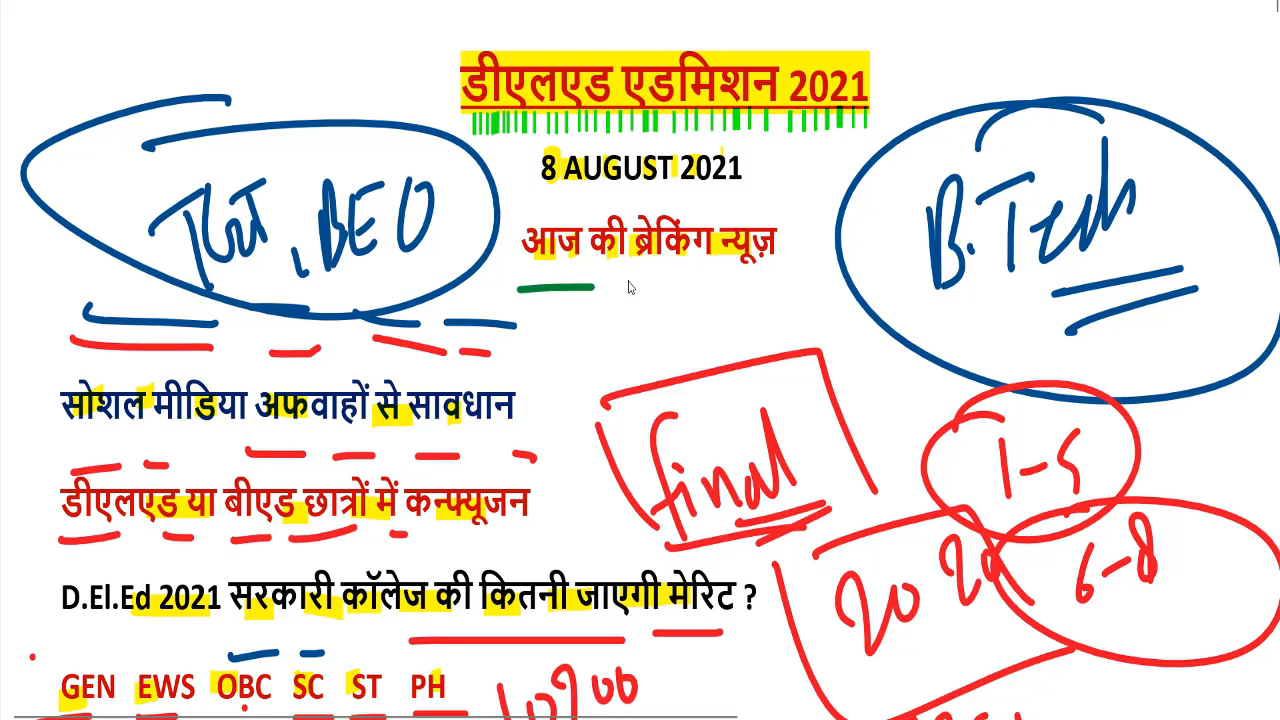 डीएलएड एडमिशन 2021
8 AUGUST 2021
आज की ब्रेकिंग न्यूज़
BEO
B.Tech
सोशल मीडिया अफवाहों से सावधान
final
1-5
डीएलएड या बीएड छात्रों में कन्फ्यूजन
2020
6-8
D.El.Ed 2021 सरकारी कॉलेज की कितनी जाएगी मेरिट ?
GEN EWS OBC SC ST PH